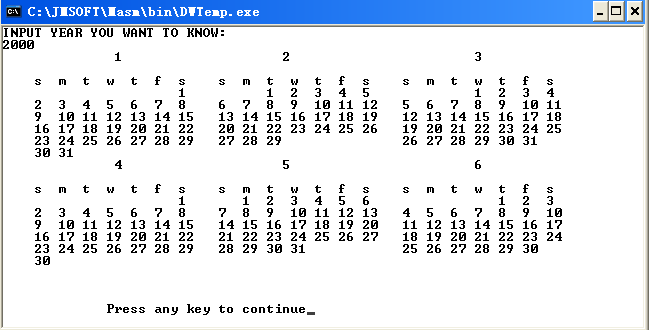 C:\JMSOFT\Masm\bin\DWTemp.exe
INPUT YEAR YOU WANT TO KNOW:
2000
1 2 3
s m t w t f s s m t w t f s s m t w t f s
1 1 2 3 4 5 1 2 3 4
2 3 4 5 6 7 8 6 7 8 9 10 11 12 5 6 7 8 9 10 11
9 10 11 12 13 14 15 13 14 15 16 17 18 19 12 13 14 15 16 17 18
16 17 18 19 20 21 22 20 21 22 23 24 25 26 19 20 21 22 23 24 25
23 24 25 26 27 28 29 27 28 29 26 27 28 29 30 31
30 31
4 5 6
s m t w t f s s m t w t f s s m t w t f s
1 1 2 3 4 5 6 1 2 3
2 3 4 5 6 7 8 7 8 9 10 11 12 13 4 5 6 7 8 9 10
9 10 11 12 13 14 15 14 15 16 17 18 19 20 11 12 13 14 15 16 17
16 17 18 19 20 21 22 21 22 23 24 25 26 27 18 19 20 21 22 23 24
23 24 25 26 27 28 29 28 29 30 31 25 26 27 28 29 30
30
Press any key to continue_